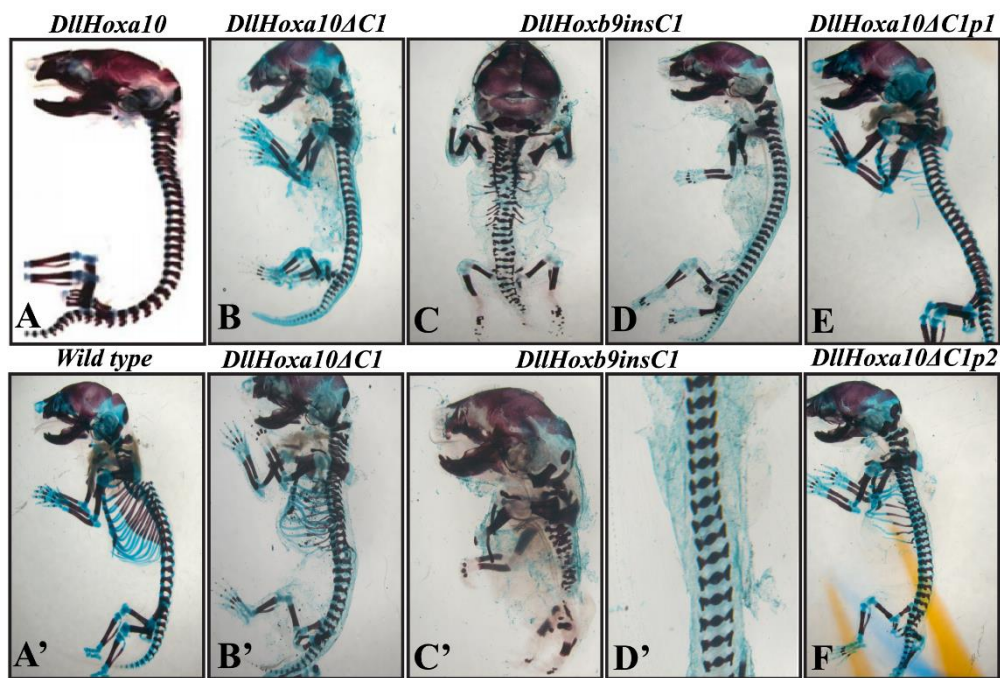 DllHoxa10 DllHoxa10ΔC1 DllHoxb9insC1 DllHoxa10ΔC1p1
A B C D E
Wild type DllHoxa10ΔC1 DllHoxb9insC1 DllHoxa10ΔC1p2
A’ B’ C’ D’ F